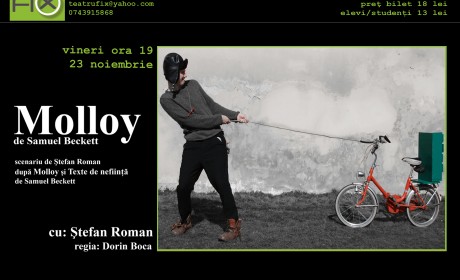 FIX
teatrufix@yahoo.com
0743915868
preţ bilet 18 lei
elevi/studenţi 13 lei
vineri ora 19
23 noiembrie
Molloy
de Samuel Beckett
scenariu de Ştefan Roman
după Molloy şi Texte de nefiinţă
de Samuel Beckett
cu: Ştefan Roman
regia: Dorin Boca